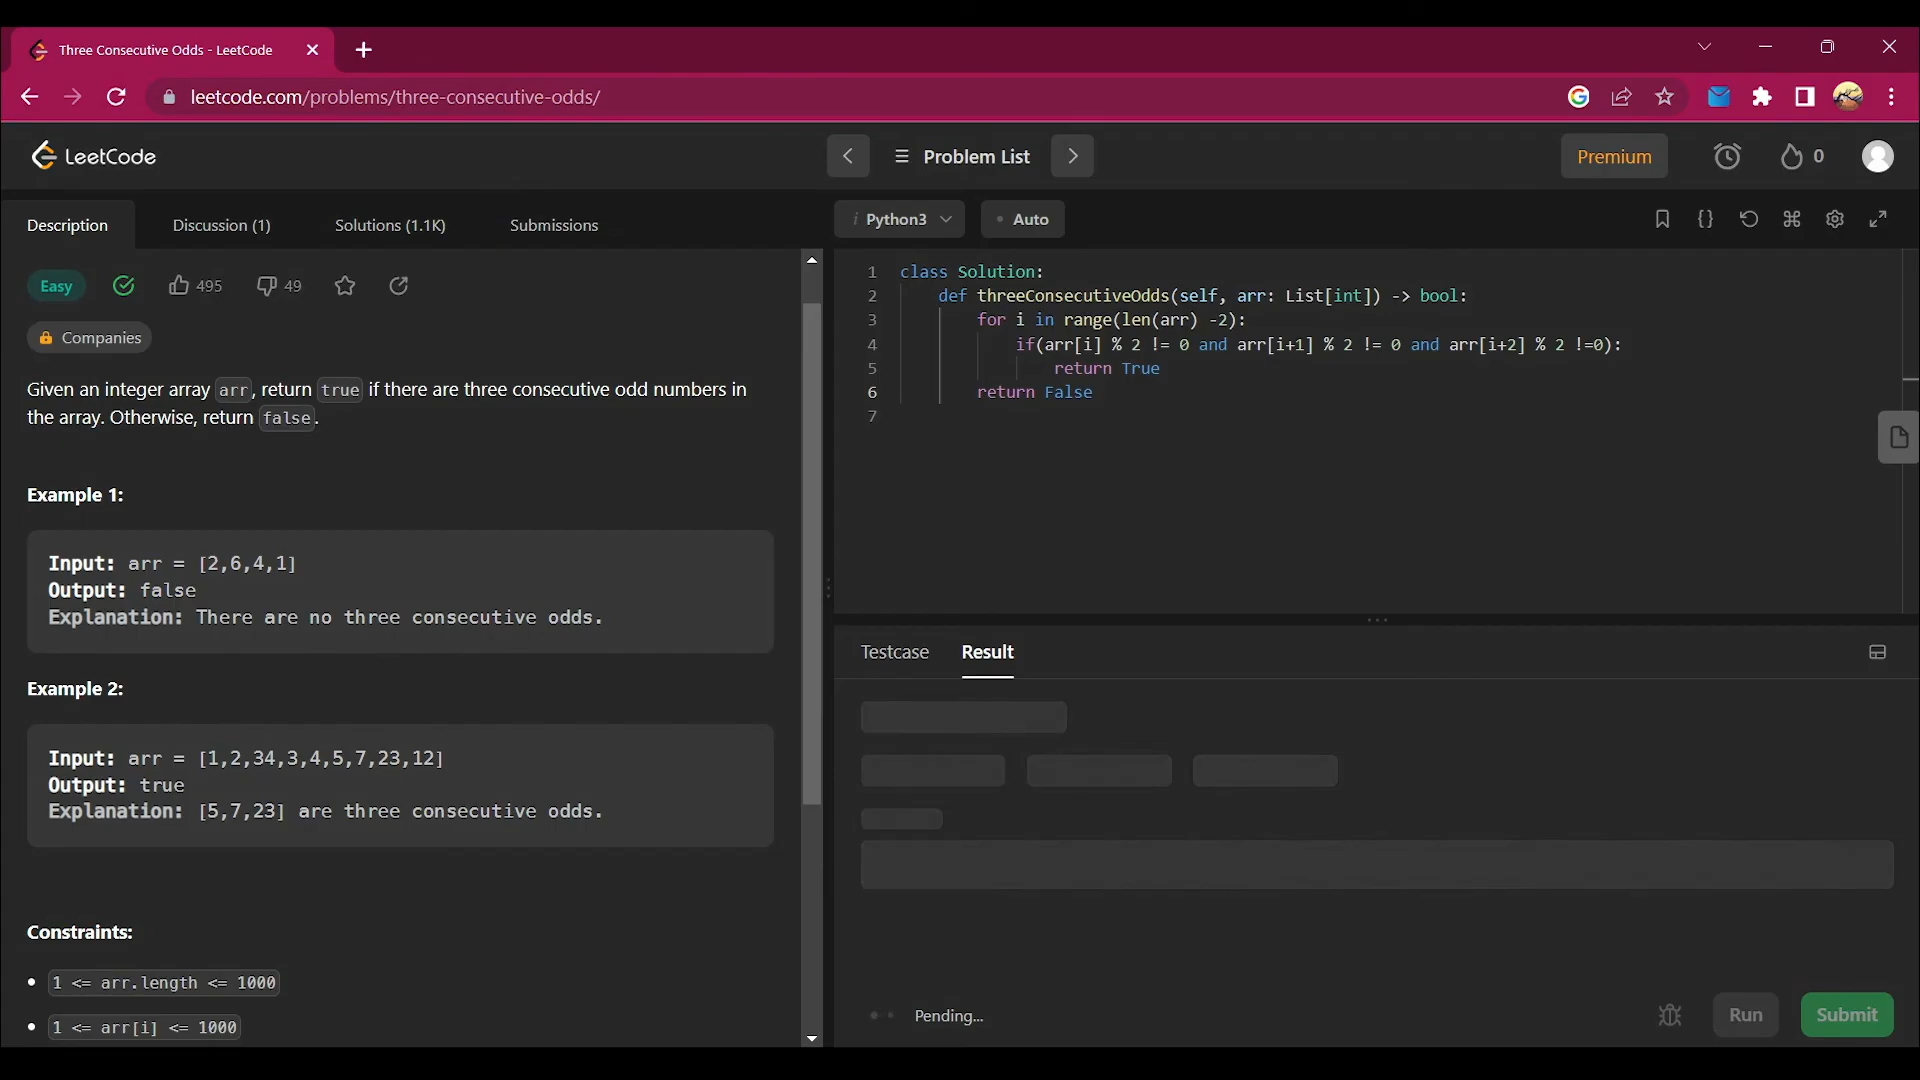 Three Consecutive Odds - LeetCode
leetcode.com/problems/three-consecutive-odds/
LeetCode
Problem List
Premium
0
Description
Discussion (1)
Solutions (1.1K)
Submissions
Easy
495
49
Companies
Given an integer array arr, return true if there are three consecutive odd numbers in
the array. Otherwise, return false.
Example 1:
Input: arr = [2,6,4,1]
Output: false
Explanation: There are no three consecutive odds.
Example 2:
Input: arr = [1,2,34,3,4,5,7,23,12]
Output: true
Explanation: [5,7,23] are three consecutive odds.
Constraints:
• 1 <= arr.length <= 1000
• 1 <= arr[i] <= 1000
i Python3
• Auto
{}
1 class Solution:
2 def threeConsecutiveOdds(self, arr: List[int]) -> bool:
3 for i in range(len(arr) -2):
4 if(arr[i] % 2 != 0 and arr[i+1] % 2 != 0 and arr[i+2] % 2 !=0):
5 return True
6 return False
7
Testcase
Result
Pending...
Run
Submit